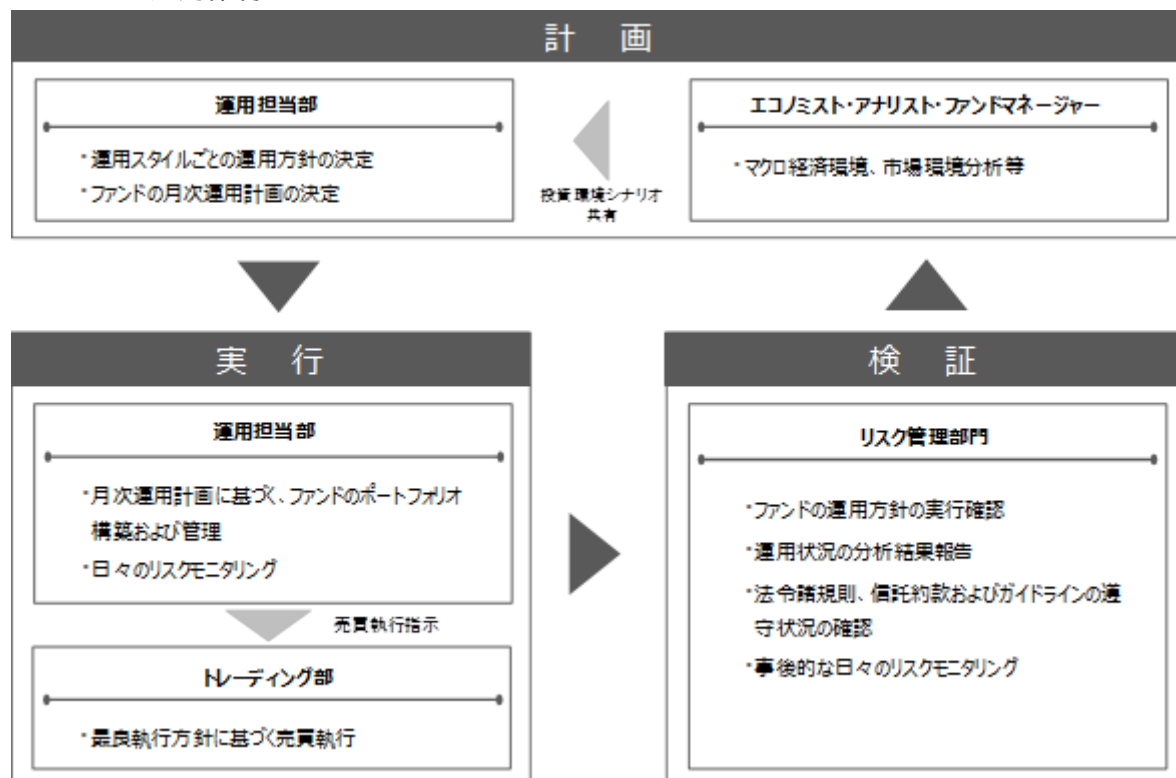 計　画
運用担当部
・運用スタイルごとの運用方針の決定
・ファンドの月次運用計画の決定
投資環境シナリオ
共有
エコノミスト・アナリスト・ファンドマネージャー
・マクロ経済環境、市場環境分析等
実　行
運用担当部
・月次運用計画に基づく、ファンドのポートフォリオ
構築および管理
・日々のリスクモニタリング
売買執行指示
トレーディング部
・最良執行方針に基づく売買執行
検　証
リスク管理部門
・ファンドの運用方針の実行確認
・運用状況の分析結果報告
・法令諸規則、信託約款およびガイドラインの遵
守状況の確認
・事後的な日々のリスクモニタリング